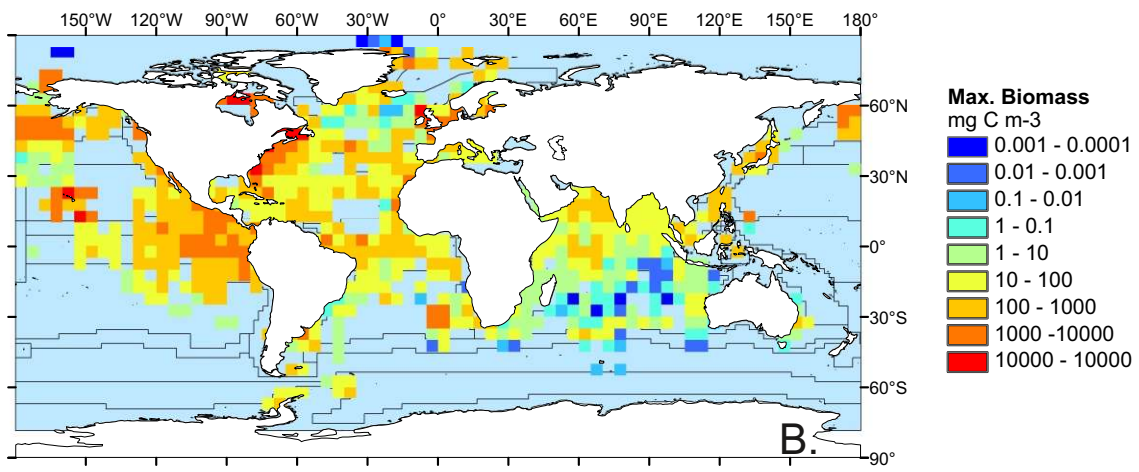 150°W 120°W 90°W 60°W 30°W 0° 30°E 60°E 90°E 120°E 150°E 180°
60°N
30°N
0°
30°S
60°S
90°
B.
Max. Biomass
mg C m-3
0.001 - 0.0001
0.01 - 0.001
0.1 - 0.01
1 - 0.1
1 - 10
10 - 100
100 - 1000
1000 -10000
10000 - 10000